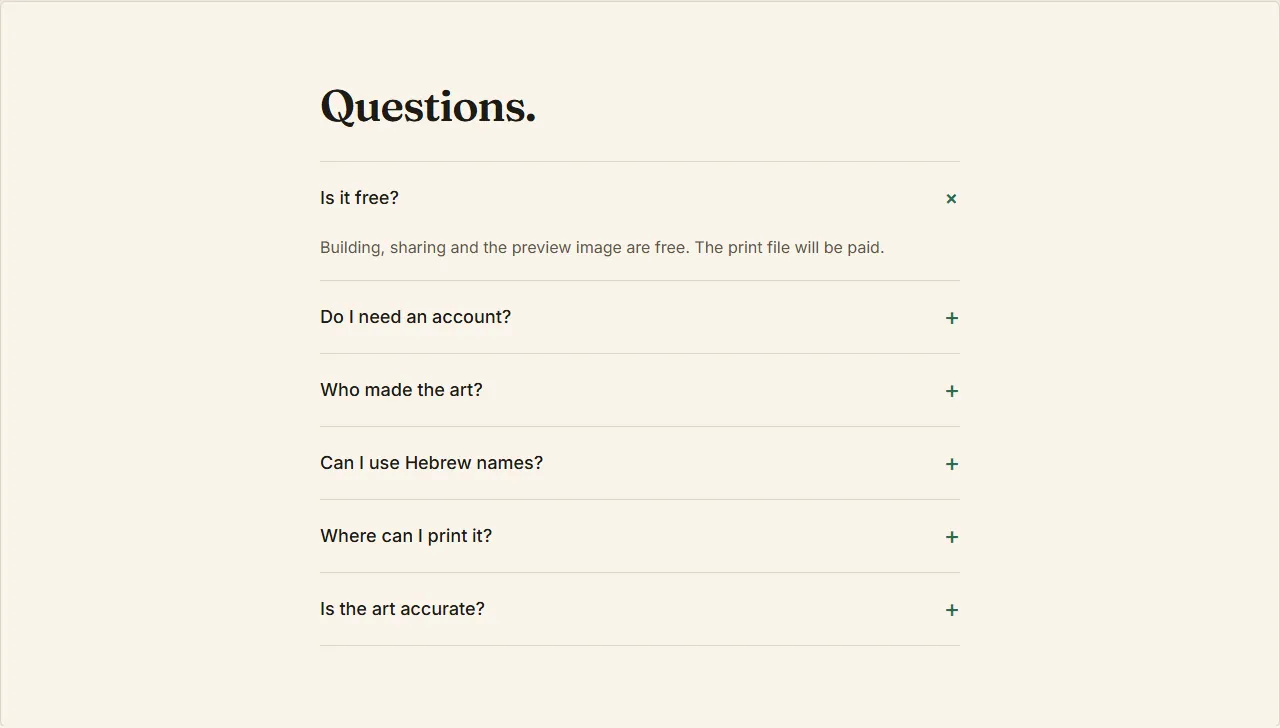 Questions.
Is it free?
Building, sharing and the preview image are free. The print file will be paid.
Do I need an account?
Who made the art?
Can I use Hebrew names?
Where can I print it?
Is the art accurate?